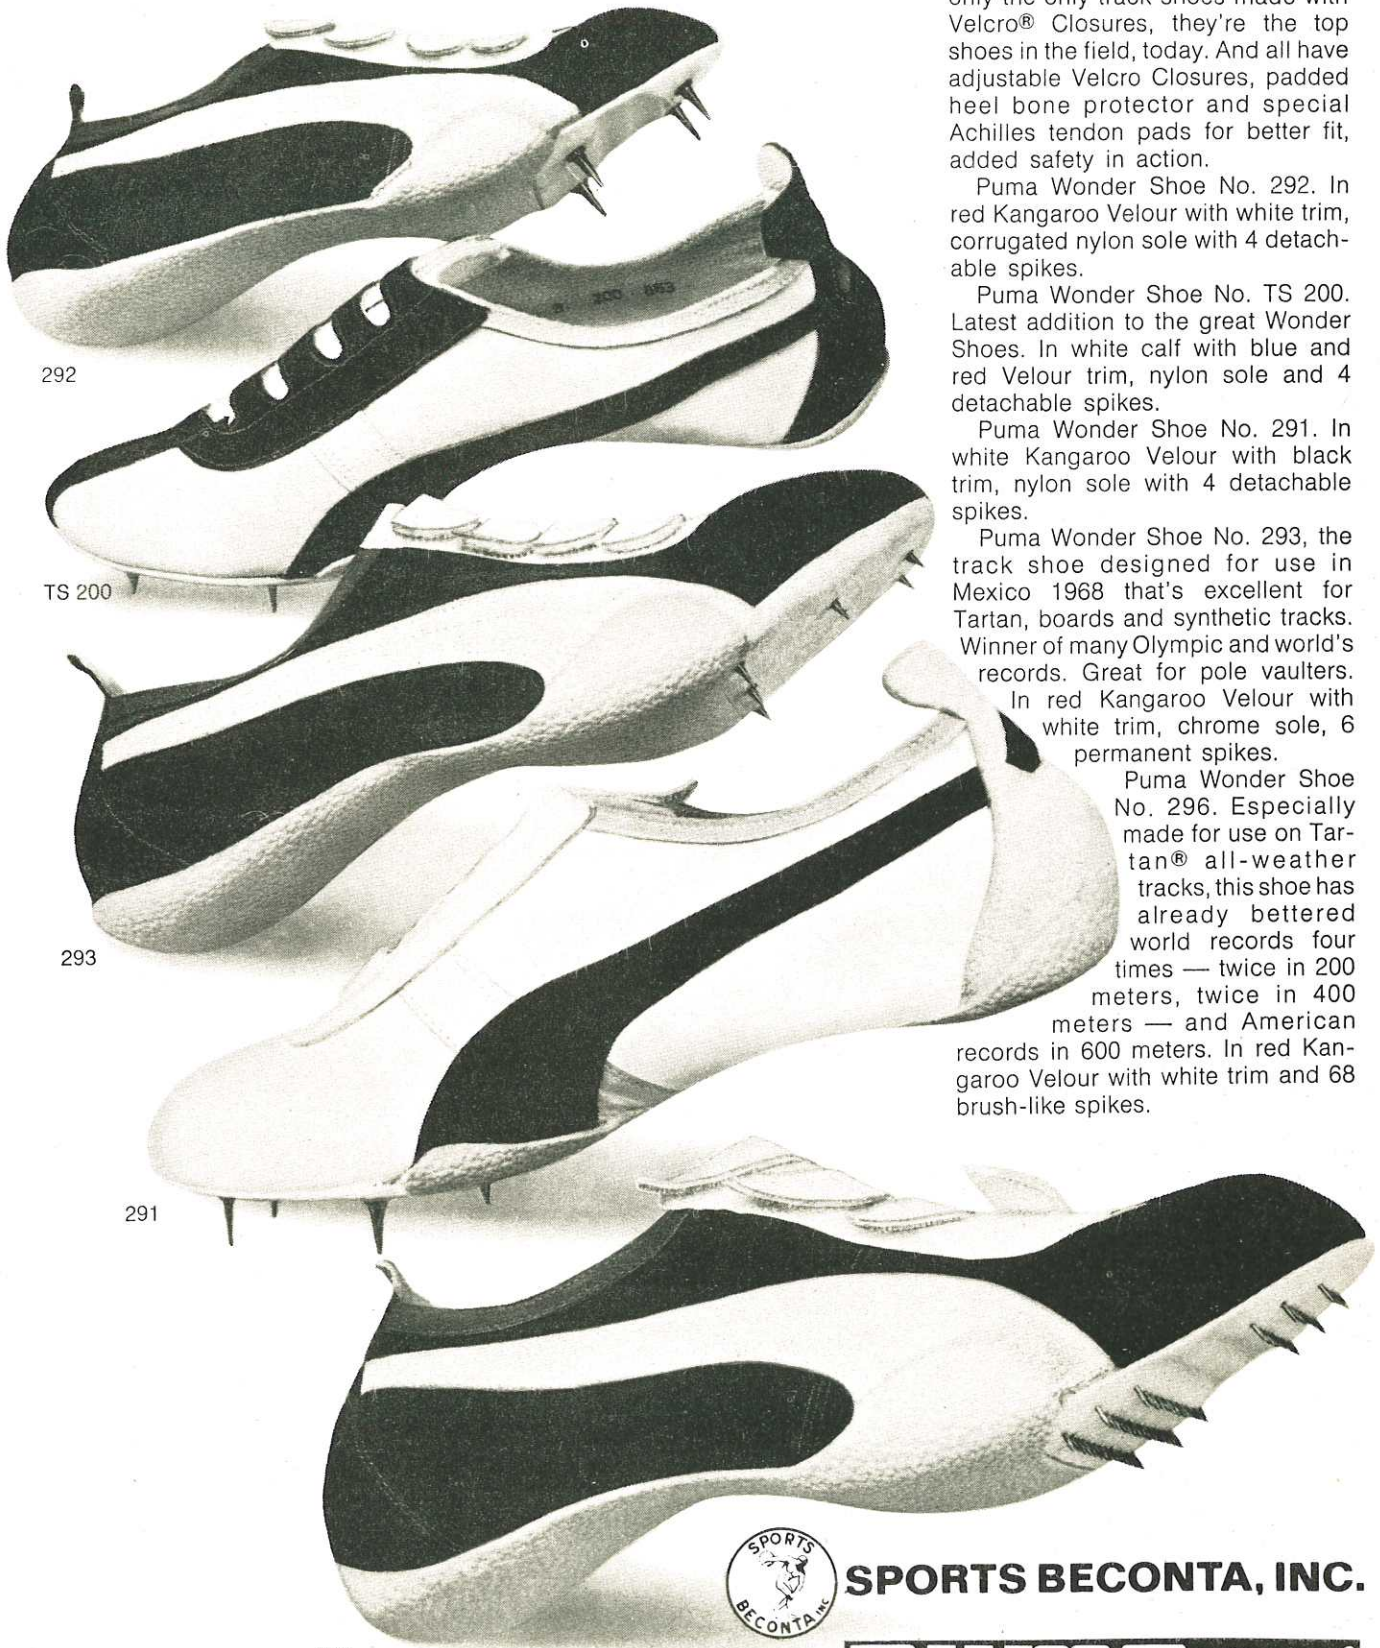 only the only track shoes made with
Velcro® Closures, they're the top
shoes in the field, today. And all have
adjustable Velcro Closures, padded
heel bone protector and special
Achilles tendon pads for better fit,
added safety in action.
Puma Wonder Shoe No. 292. In
red Kangaroo Velour with white trim,
corrugated nylon sole with 4 detach-
able spikes.
Puma Wonder Shoe No. TS 200.
Latest addition to the great Wonder
Shoes. In white calf with blue and
red Velour trim, nylon sole and 4
detachable spikes.
Puma Wonder Shoe No. 291. In
white Kangaroo Velour with black
trim, nylon sole with 4 detachable
spikes.
Puma Wonder Shoe No. 293, the
track shoe designed for use in
Mexico 1968 that's excellent for
Tartan, boards and synthetic tracks.
Winner of many Olympic and world's
records. Great for pole vaulters.
In red Kangaroo Velour with
white trim, chrome sole, 6
permanent spikes.
Puma Wonder Shoe
No. 296. Especially
made for use on Tar-
tan® all-weather
tracks, this shoe has
already bettered
world records four
times — twice in 200
meters, twice in 400
meters — and American
records in 600 meters. In red Kan-
garoo Velour with white trim and 68
brush-like spikes.
292
200 853
TS 200
293
291
SPORTS
BECONTA INC
SPORTS BECONTA, INC.